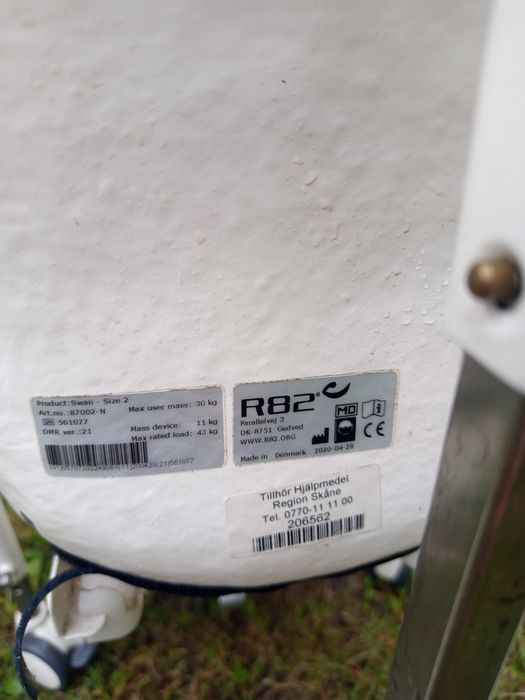 Product:Swan - Size 2
Art.no.:87002-N
Max user mass: 30 kg
SN 561077
Mass device: 11 kg
DMR ver.:21
Max rated load: 43 kg
R82
Parallelvej 3
DK-8751 Gedved
WWW.R82.ORG
MD
CE
Made in Denmark 2020-04-28
Tillhör Hjälpmedel
Region Skåne
Tel. 0770-11 11 00
206562